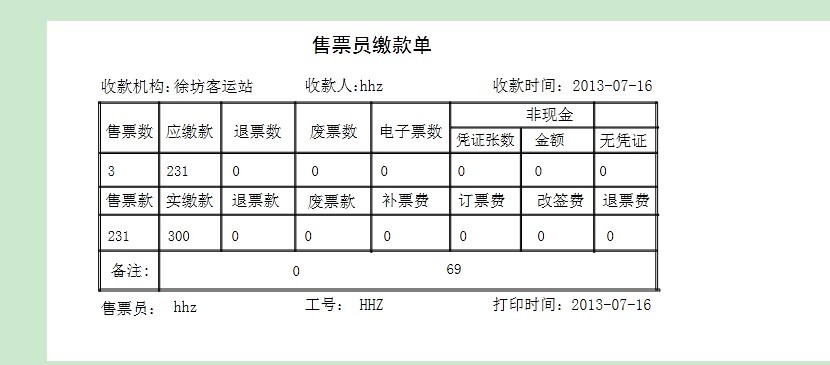 售票员缴款单
收款机构:徐坊客运站 收款人:hhz 收款时间: 2013-07-16
非现金
售票数 应缴款 退票数 废票数 电子票数 凭证张数 金额 无凭证
3 231 0 0 0 0 0 0
售票款 实缴款 退票款 废票款 补票费 订票费 改签费 退票费
231 300 0 0 0 0 0 0
备注: 0 69
售票员: hhz 工号: HHZ 打印时间: 2013-07-16